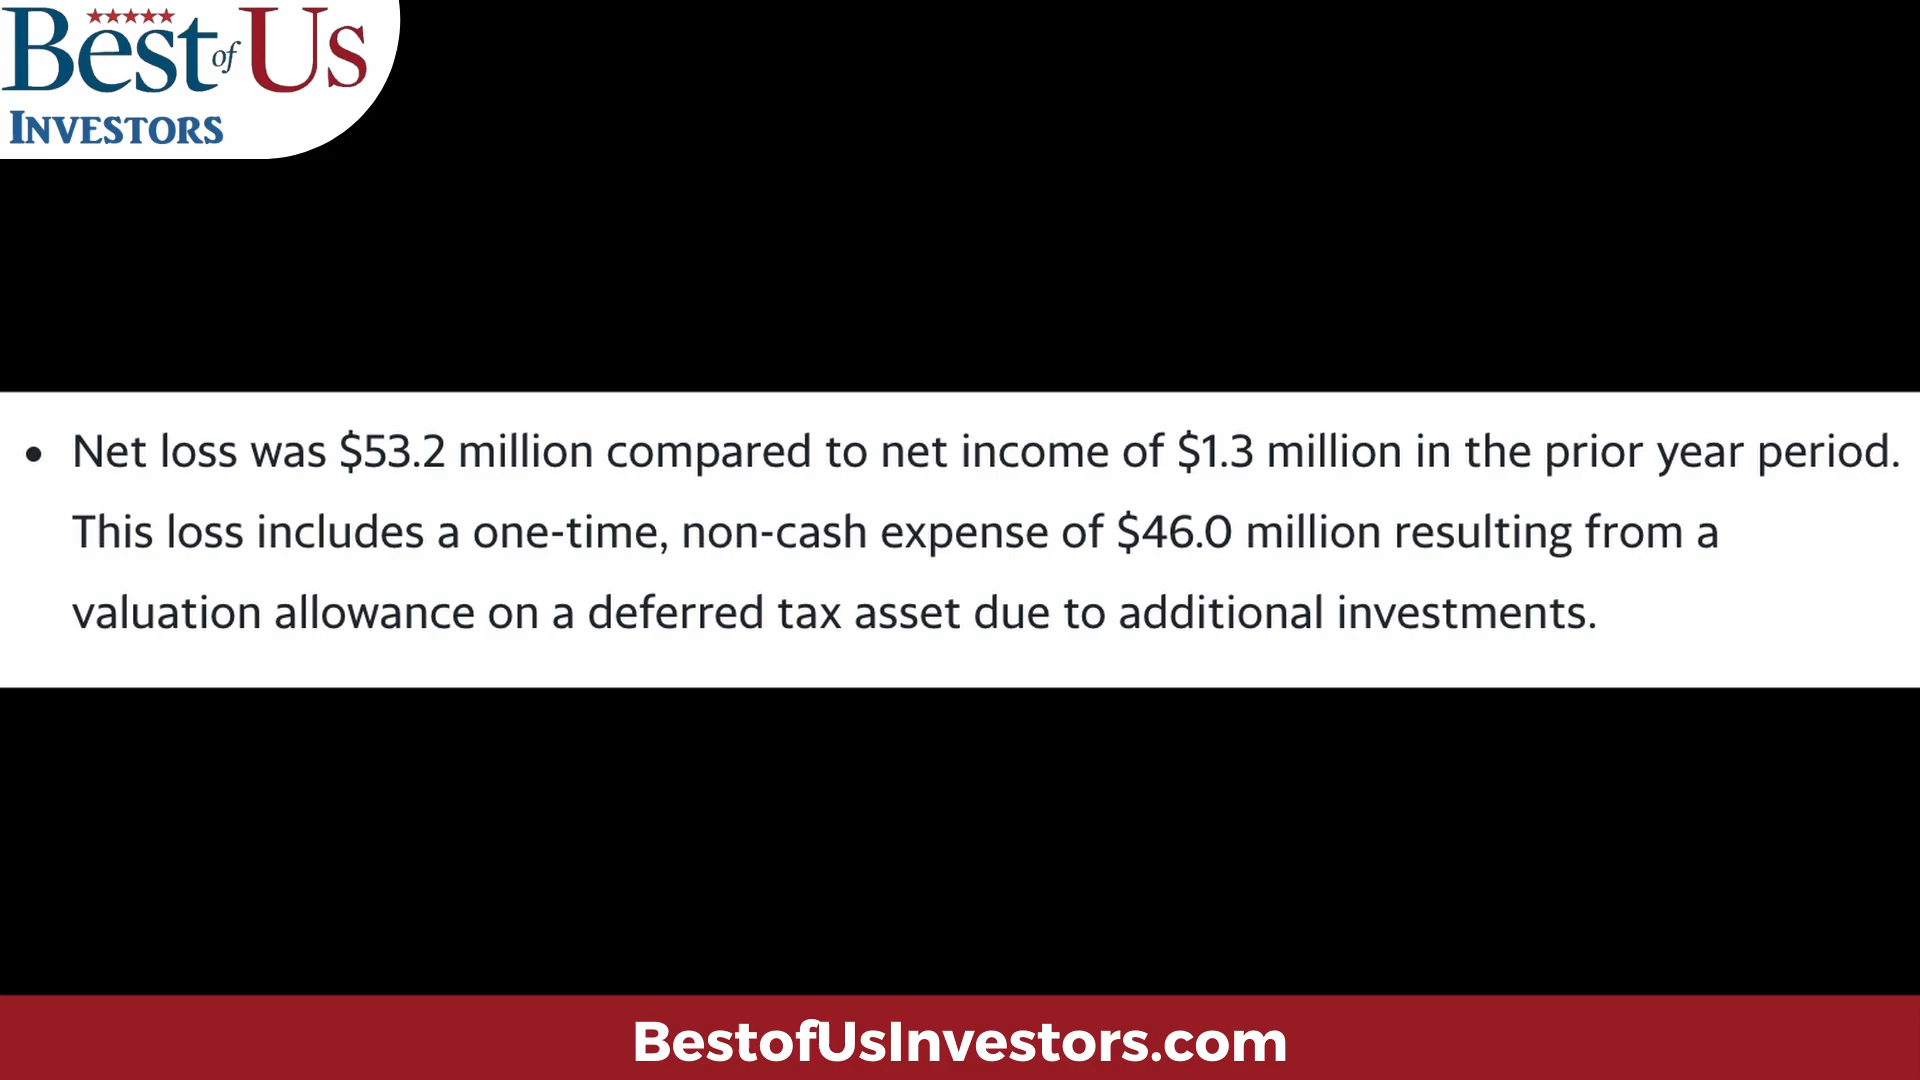 ★★★★★
Best of Us
INVESTORS
• Net loss was $53.2 million compared to net income of $1.3 million in the prior year period.
This loss includes a one-time, non-cash expense of $46.0 million resulting from a
valuation allowance on a deferred tax asset due to additional investments.
BestofUsInvestors.com